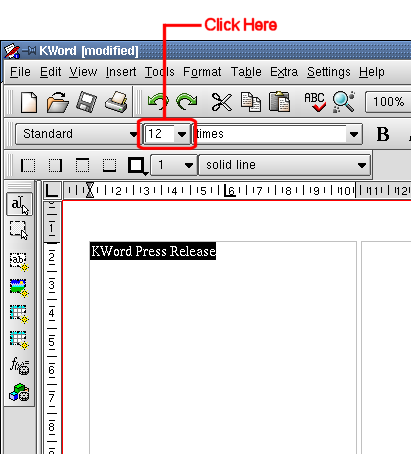 Click Here
KWord [modified]
File Edit View Insert Tools Format Table Extra Settings Help
ABC 100%
Standard 12 times B
1 solid line
L 1 2 3 4 5 6 7 8 9 10 11 12
1
2
3
4
5
6
7
8
KWord Press Release